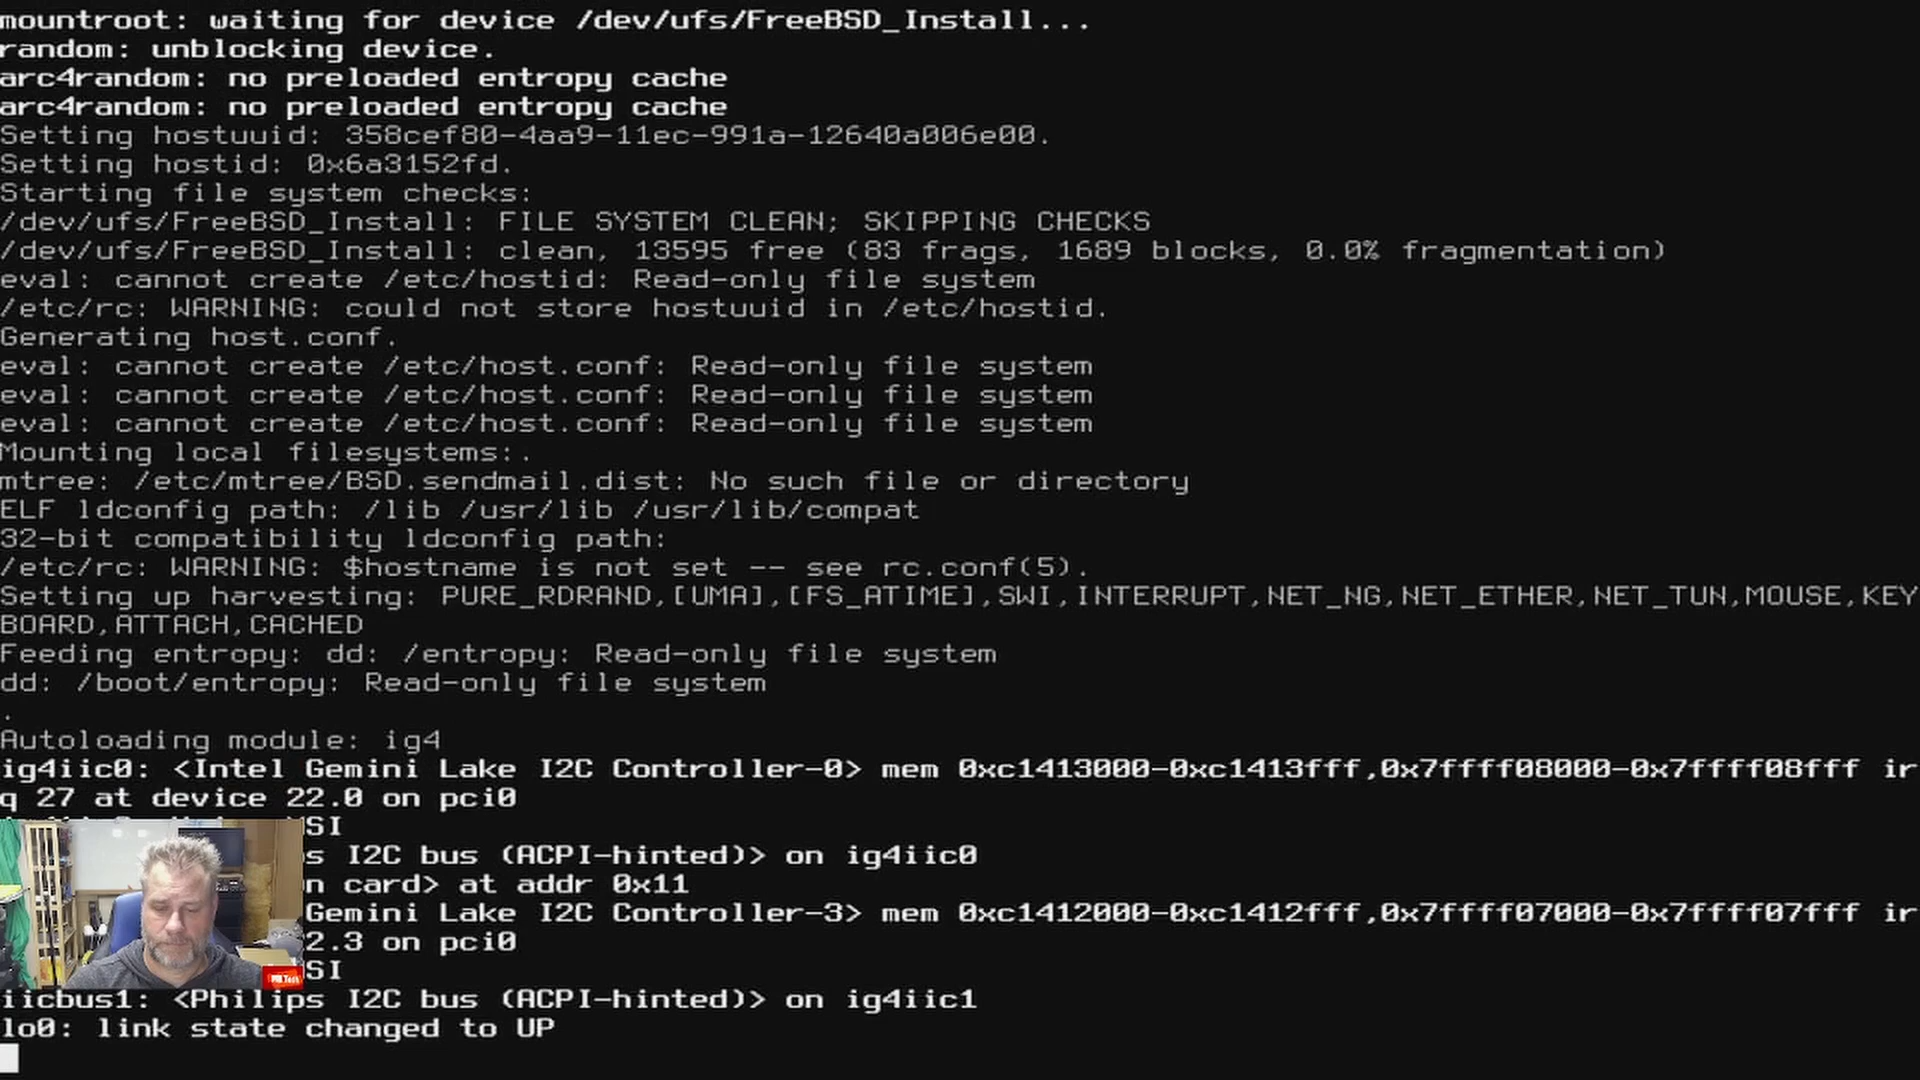 mountroot: waiting for device /dev/ufs/FreeBSD_Install...
random: unblocking device.
arc4random: no preloaded entropy cache
arc4random: no preloaded entropy cache
Setting hostuuid: 358cef80-4aa9-11ec-991a-12640a006e00.
Setting hostid: 0x6a3152fd.
Starting file system checks:
/dev/ufs/FreeBSD_Install: FILE SYSTEM CLEAN; SKIPPING CHECKS
/dev/ufs/FreeBSD_Install: clean, 13595 free (83 frags, 1689 blocks, 0.0% fragmentation)
eval: cannot create /etc/hostid: Read-only file system
/etc/rc: WARNING: could not store hostuuid in /etc/hostid.
Generating host.conf.
eval: cannot create /etc/host.conf: Read-only file system
eval: cannot create /etc/host.conf: Read-only file system
eval: cannot create /etc/host.conf: Read-only file system
Mounting local filesystems:.
mtree: /etc/mtree/BSD.sendmail.dist: No such file or directory
ELF ldconfig path: /lib /usr/lib /usr/lib/compat
32-bit compatibility ldconfig path:
/etc/rc: WARNING: $hostname is not set -- see rc.conf(5).
Setting up harvesting: PURE_RDRAND,[UMA],[FS_ATIME],SWI,INTERRUPT,NET_NG,NET_ETHER,NET_TUN,MOUSE,KEY
BOARD,ATTACH,CACHED
Feeding entropy: dd: /entropy: Read-only file system
dd: /boot/entropy: Read-only file system
.
Autoloading module: ig4
ig4iic0: <Intel Gemini Lake I2C Controller-0> mem 0xc1413000-0xc1413fff,0x7ffff08000-0x7ffff08fff ir
q 27 at device 22.0 on pci0
SI
s I2C bus (ACPI-hinted)> on ig4iic0
n card> at addr 0x11
Gemini Lake I2C Controller-3> mem 0xc1412000-0xc1412fff,0x7ffff07000-0x7ffff07fff ir
2.3 on pci0
SI
iicbus1: <Philips I2C bus (ACPI-hinted)> on ig4iic1
lo0: link state changed to UP